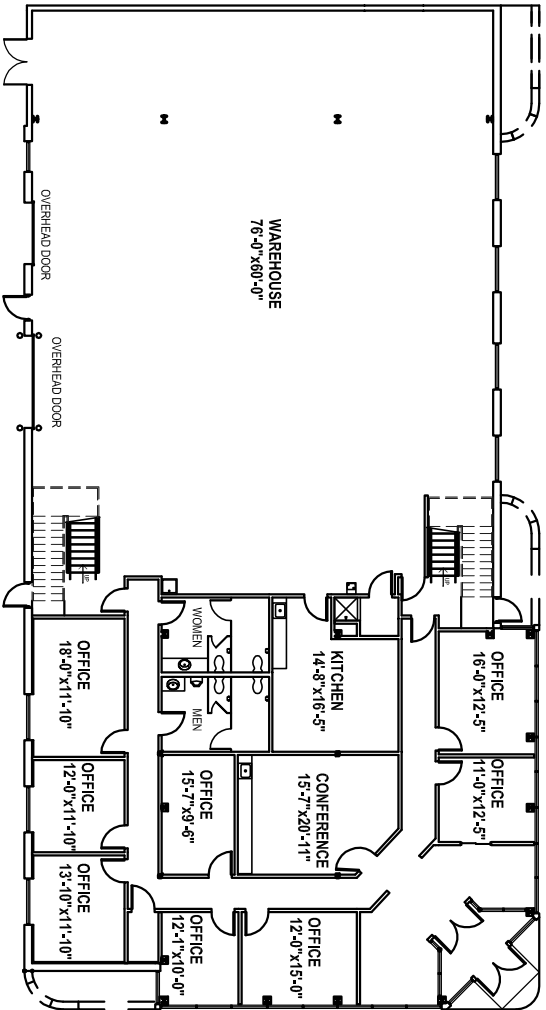 OVERHEAD DOOR
OVERHEAD DOOR
WAREHOUSE
76'-0"x60'-0"
UP
UP
WOMEN
MEN
KITCHEN
14'-8"x16'-5"
OFFICE
16'-0"x12'-5"
OFFICE
11'-0"x12'-5"
OFFICE
18'-0"x11'-10"
OFFICE
12'-0"x11'-10"
OFFICE
13'-10"x11'-10"
OFFICE
15'-7"x9'-6"
CONFERENCE
15'-7"x20'-11"
OFFICE
12'-1"x10'-0"
OFFICE
12'-0"x15'-0"